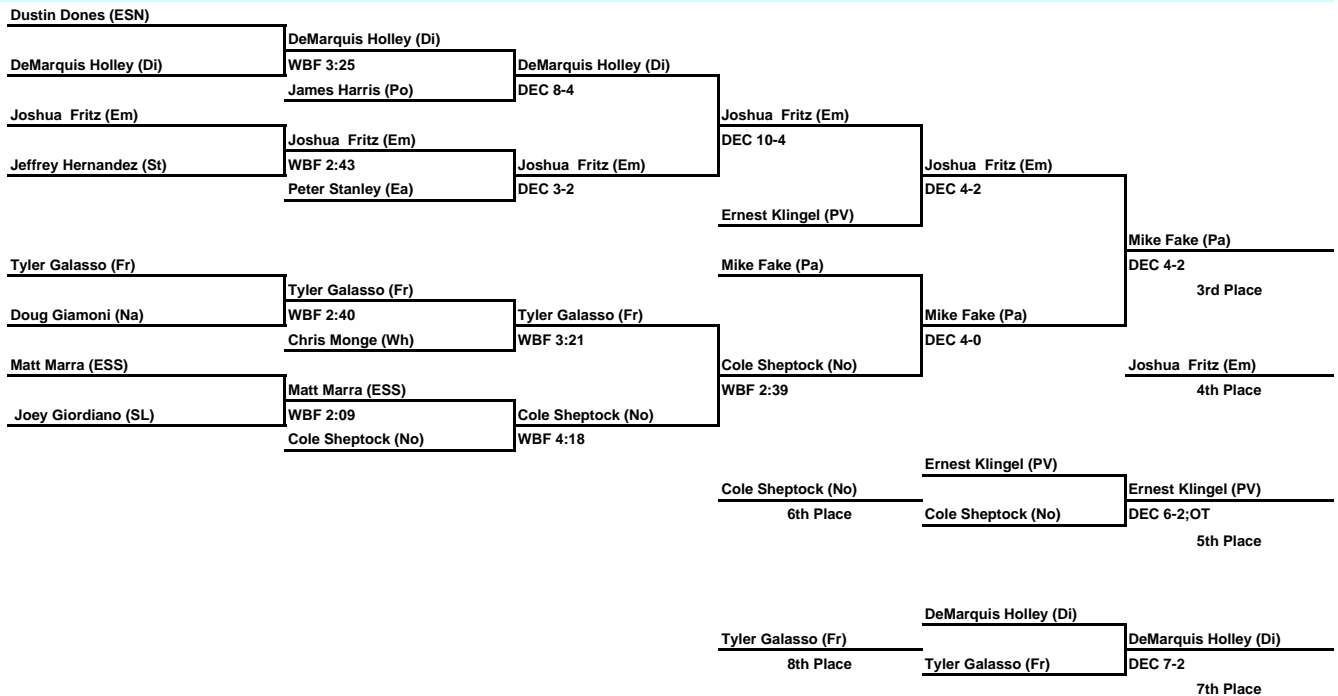 Dustin Dones (ESN)
DeMarquis Holley (Di)
DeMarquis Holley (Di)
WBF 3:25
DeMarquis Holley (Di)
James Harris (Po)
DEC 8-4
Joshua Fritz (Em)
Joshua Fritz (Em)
Joshua Fritz (Em)
DEC 10-4
Jeffrey Hernandez (St)
WBF 2:43
Joshua Fritz (Em)
Joshua Fritz (Em)
Peter Stanley (Ea)
DEC 3-2
DEC 4-2
Ernest Klingel (PV)
Mike Fake (Pa)
Tyler Galasso (Fr)
Mike Fake (Pa)
DEC 4-2
Tyler Galasso (Fr)
3rd Place
Doug Giamoni (Na)
WBF 2:40
Tyler Galasso (Fr)
Mike Fake (Pa)
Chris Monge (Wh)
WBF 3:21
DEC 4-0
Matt Marra (ESS)
Cole Sheptock (No)
Joshua Fritz (Em)
Matt Marra (ESS)
WBF 2:39
4th Place
Joey Giordiano (SL)
WBF 2:09
Cole Sheptock (No)
Cole Sheptock (No)
WBF 4:18
Ernest Klingel (PV)
Cole Sheptock (No)
Ernest Klingel (PV)
6th Place
Cole Sheptock (No)
DEC 6-2;OT
5th Place
DeMarquis Holley (Di)
Tyler Galasso (Fr)
DeMarquis Holley (Di)
8th Place
Tyler Galasso (Fr)
DEC 7-2
7th Place